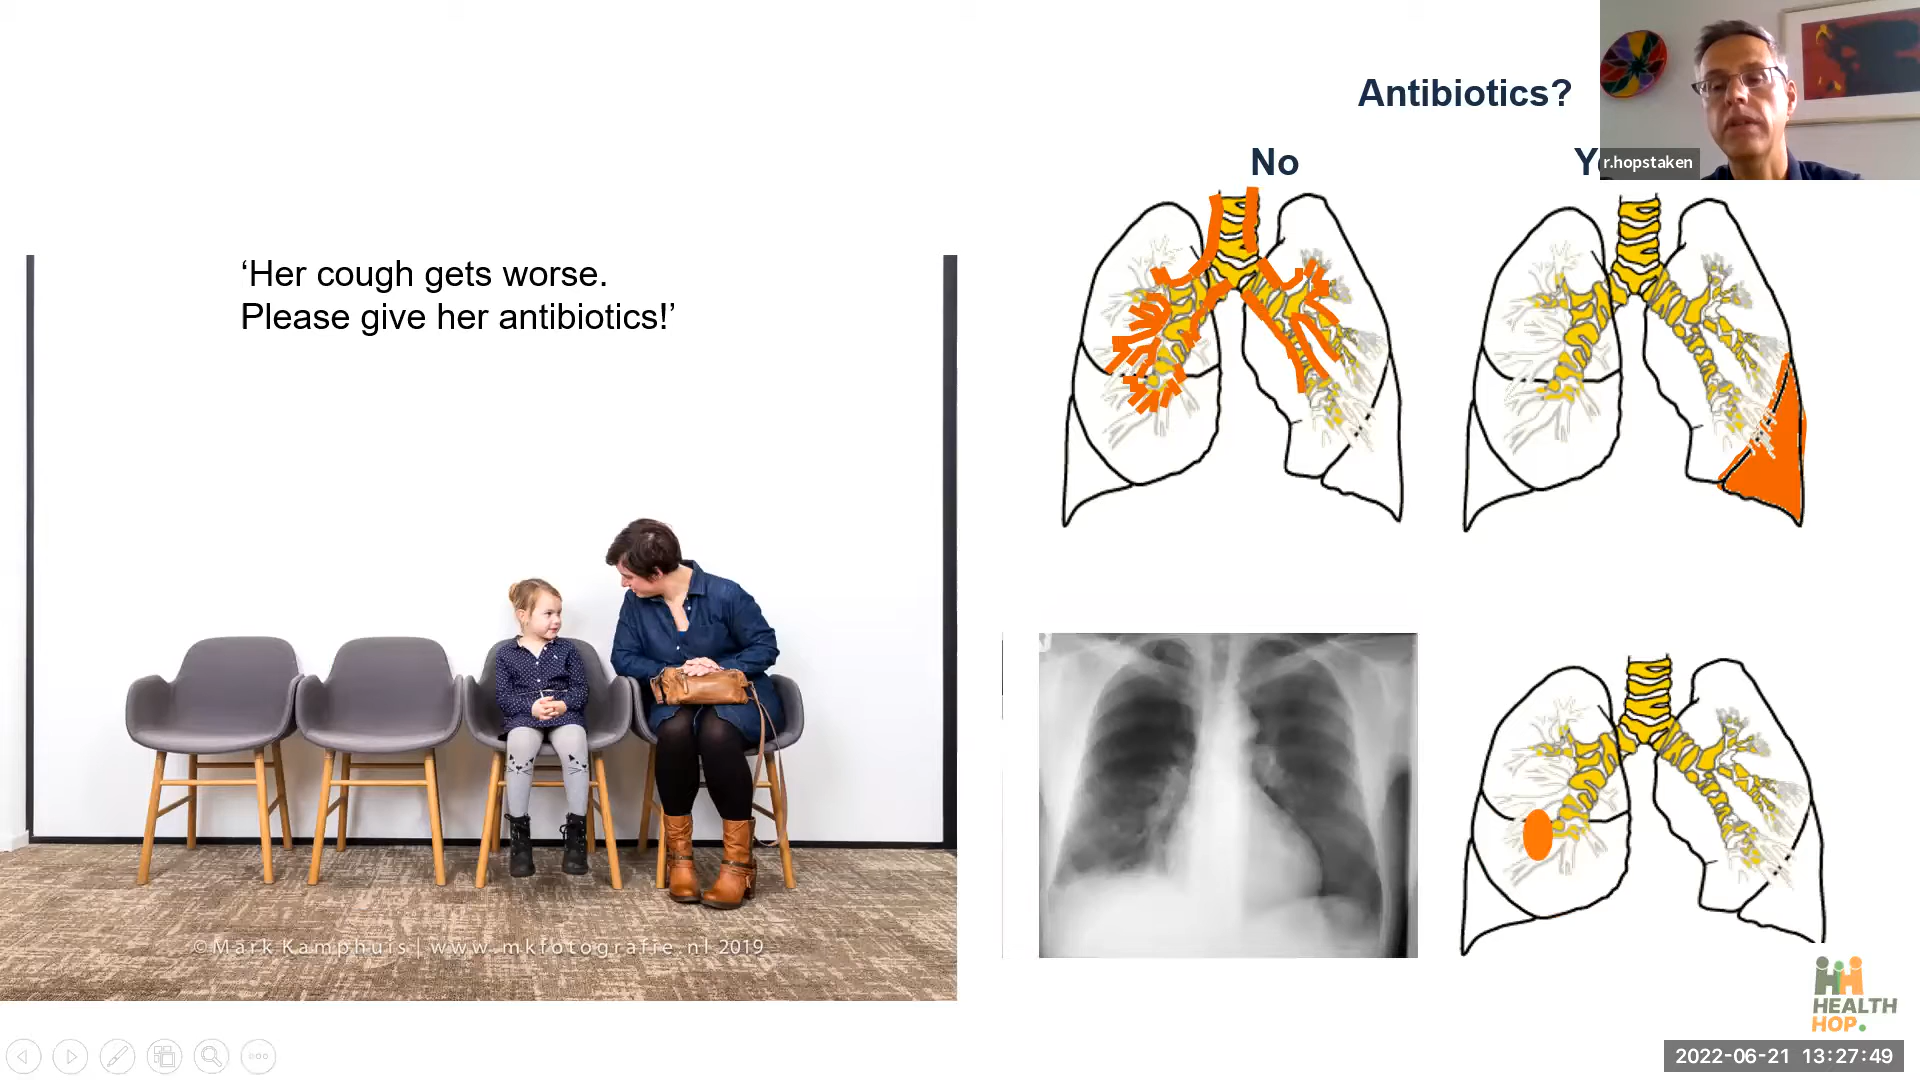 Antibiotics?
No
r.hopstaken
‘Her cough gets worse.
Please give her antibiotics!’
©Mark Kamphuis | www.mkfotografie.nl 2019
HEALTH
HOP.
2022-06-21 13:27:49